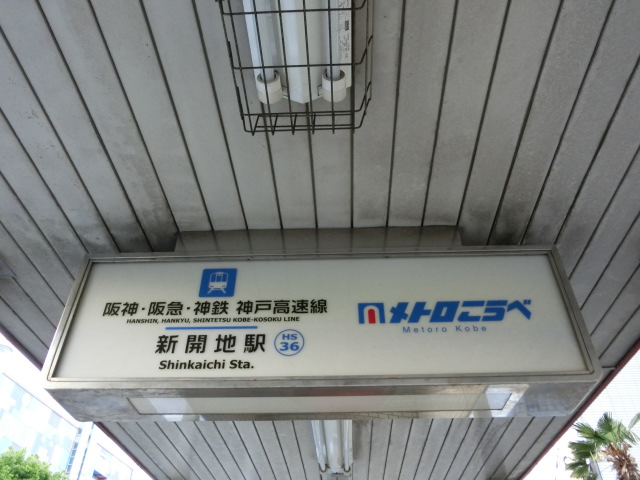 阪神・阪急・神鉄 神戸高速線
HANSHIN, HANKYU, SHINTETSU KOBE-KOSOKU LINE
新開地駅
HS 36
Shinkaichi Sta.
メトロこうべ
Metoro Kobe